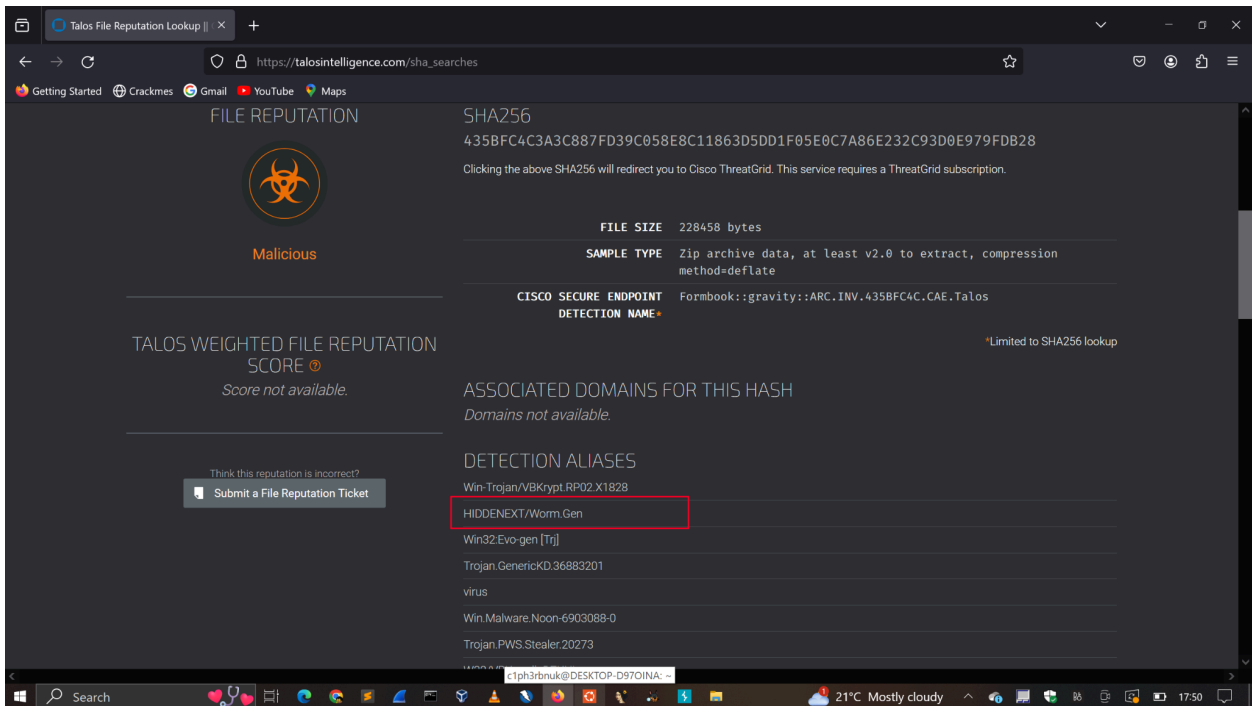 Talos File Reputation Lookup ||
https://talosintelligence.com/sha_searches
Getting Started Crackmes Gmail YouTube Maps
FILE REPUTATION
Malicious
TALOS WEIGHTED FILE REPUTATION
SCORE
Score not available.
Think this reputation is incorrect?
Submit a File Reputation Ticket
SHA256
435BFC4C3A3C887FD39C058E8C11863D5DD1F05E0C7A86E232C93D0E979FDB28
Clicking the above SHA256 will redirect you to Cisco ThreatGrid. This service requires a ThreatGrid subscription.
FILE SIZE 228458 bytes
SAMPLE TYPE Zip archive data, at least v2.0 to extract, compression
method=deflate
CISCO SECURE ENDPOINT Formbook::gravity::ARC.INV.435BFC4C.CAE.Talos
DETECTION NAME*
*Limited to SHA256 lookup
ASSOCIATED DOMAINS FOR THIS HASH
Domains not available.
DETECTION ALIASES
Win-Trojan/VBKrypt.RP02.X1828
HIDDENEXT/Worm.Gen
Win32:Evo-gen [Trj]
Trojan.GenericKD.36883201
virus
Win.Malware.Noon-6903088-0
Trojan.PWS.Stealer.20273
c1ph3rbnuk@DESKTOP-D97OINA: ~
Search
21°C Mostly cloudy
17:50